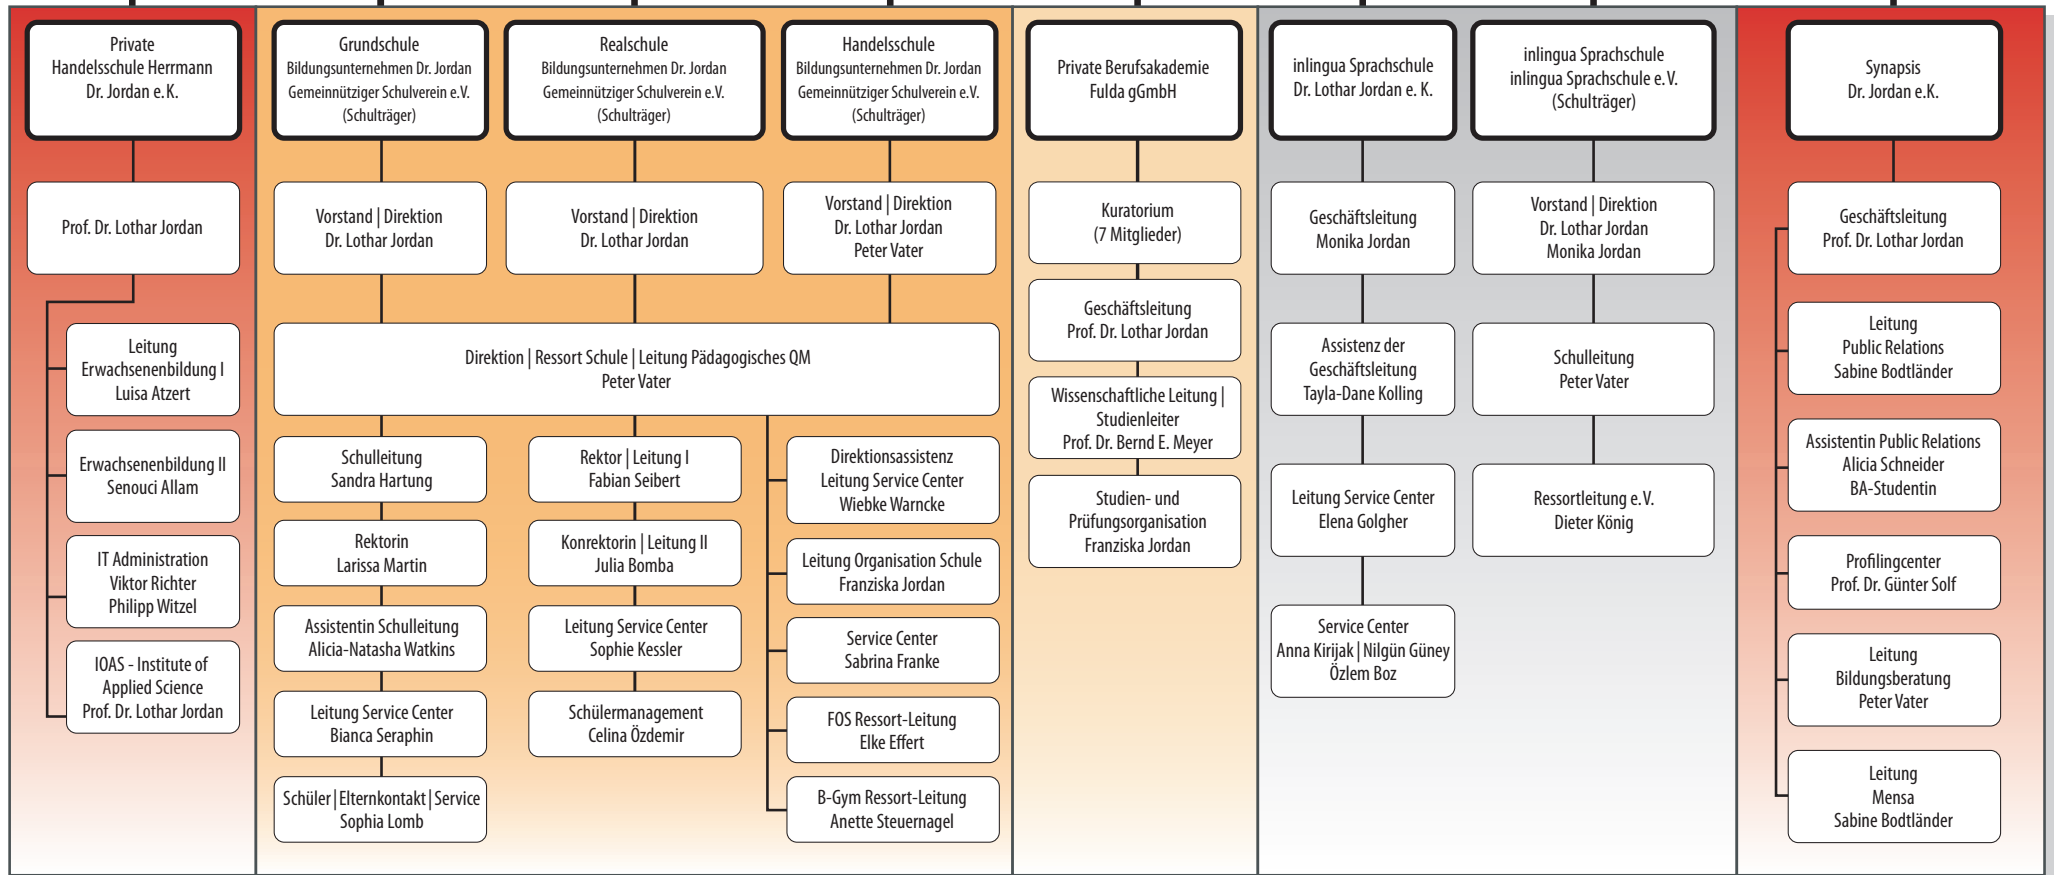 Private
Handelsschule Herrmann
Dr. Jordan e.K.
Prof. Dr. Lothar Jordan
Leitung
Erwachsenenbildung I
Luisa Atzert
Erwachsenenbildung II
Senouci Allam
IT Administration
Viktor Richter
Philipp Witzel
IOAS - Institute of
Applied Science
Prof. Dr. Lothar Jordan
Grundschule
Bildungsunternehmen Dr. Jordan
Gemeinnütziger Schulverein e.V.
(Schulträger)
Vorstand | Direktion
Dr. Lothar Jordan
Realschule
Bildungsunternehmen Dr. Jordan
Gemeinnütziger Schulverein e.V.
(Schulträger)
Vorstand | Direktion
Dr. Lothar Jordan
Handelsschule
Bildungsunternehmen Dr. Jordan
Gemeinnütziger Schulverein e.V.
(Schulträger)
Vorstand | Direktion
Dr. Lothar Jordan
Peter Vater
Direktion | Ressort Schule | Leitung Pädagogisches QM
Peter Vater
Schulleitung
Sandra Hartung
Rektorin
Larissa Martin
Assistentin Schulleitung
Alicia-Natasha Watkins
Leitung Service Center
Bianca Seraphin
Schüler | Elternkontakt | Service
Sophia Lomb
Rektor | Leitung I
Fabian Seibert
Konrektorin | Leitung II
Julia Bomba
Leitung Service Center
Sophie Kessler
Schülermanagement
Celina Özdemir
Direktionsassistenz
Leitung Service Center
Wiebke Warncke
Leitung Organisation Schule
Franziska Jordan
Service Center
Sabrina Franke
FOS Ressort-Leitung
Elke Effert
B-Gym Ressort-Leitung
Anette Steuernagel
Private Berufsakademie
Fulda gGmbH
Kuratorium
(7 Mitglieder)
Geschäftsleitung
Prof. Dr. Lothar Jordan
Wissenschaftliche Leitung |
Studienleiter
Prof. Dr. Bernd E. Meyer
Studien- und
Prüfungsorganisation
Franziska Jordan
inlingua Sprachschule
Dr. Lothar Jordan e. K.
Geschäftsleitung
Monika Jordan
Assistenz der
Geschäftsleitung
Tayla-Dane Kolling
Leitung Service Center
Elena Golgher
Service Center
Anna Kirijak | Nilgün Güney
Özlem Boz
inlingua Sprachschule
inlingua Sprachschule e.V.
(Schulträger)
Vorstand | Direktion
Dr. Lothar Jordan
Monika Jordan
Schulleitung
Peter Vater
Ressortleitung e.V.
Dieter König
Synapsis
Dr. Jordan e.K.
Geschäftsleitung
Prof. Dr. Lothar Jordan
Leitung
Public Relations
Sabine Bodtländer
Assistentin Public Relations
Alicia Schneider
BA-Studentin
Profilingcenter
Prof. Dr. Günter Solf
Leitung
Bildungsberatung
Peter Vater
Leitung
Mensa
Sabine Bodtländer